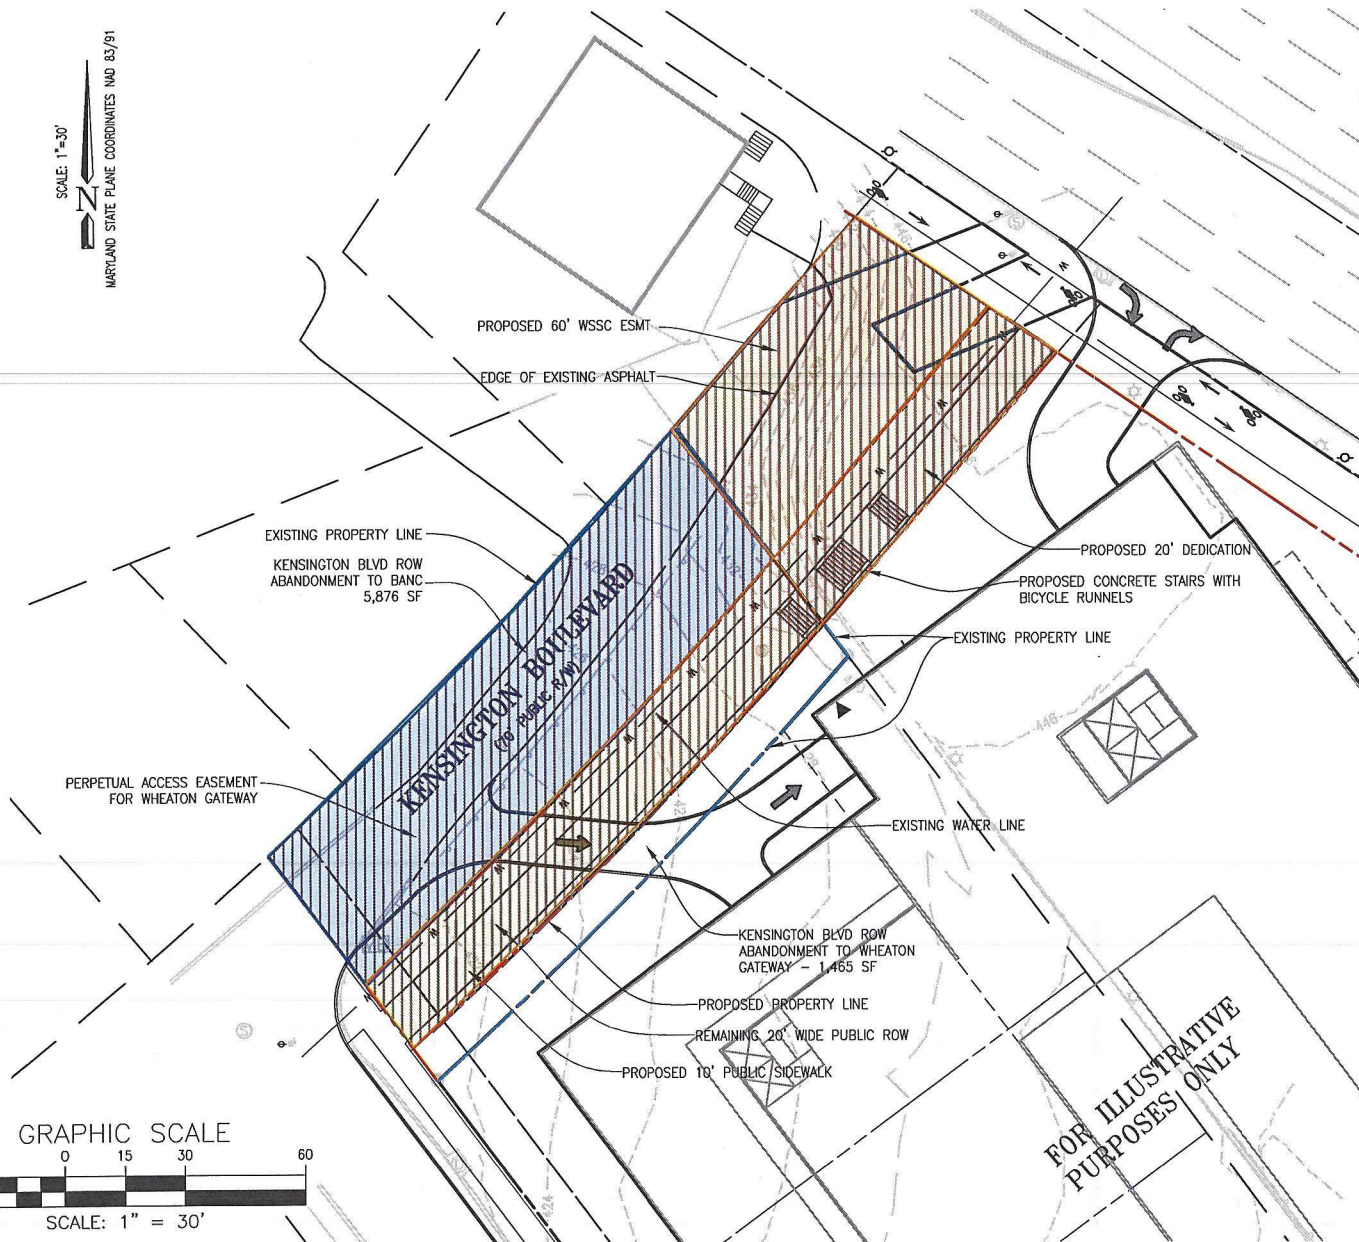 SCALE: 1"=30'
N
MARYLAND STATE PLANE COORDINATES NAD 83/91
PROPOSED 60' WSSC ESMT
EDGE OF EXISTING ASPHALT
EXISTING PROPERTY LINE
KENSINGTON BLVD ROW
ABANDONMENT TO BANC
5,876 SF
PROPOSED 20' DEDICATION
PROPOSED CONCRETE STAIRS WITH
BICYCLE RUNNELS
EXISTING PROPERTY LINE
KENSINGTON BOULEVARD
(70' PUBLIC R/W)
PERPETUAL ACCESS EASEMENT
FOR WHEATON GATEWAY
EXISTING WATER LINE
KENSINGTON BLVD ROW
ABANDONMENT TO WHEATON
GATEWAY - 1,465 SF
PROPOSED PROPERTY LINE
REMAINING 20' WIDE PUBLIC ROW
PROPOSED 10' PUBLIC SIDEWALK
446
446
424
W
W
W
W
W
W
W
W
W
S
FOR ILLUSTRATIVE
PURPOSES ONLY
GRAPHIC SCALE
0 15 30 60
SCALE: 1" = 30'